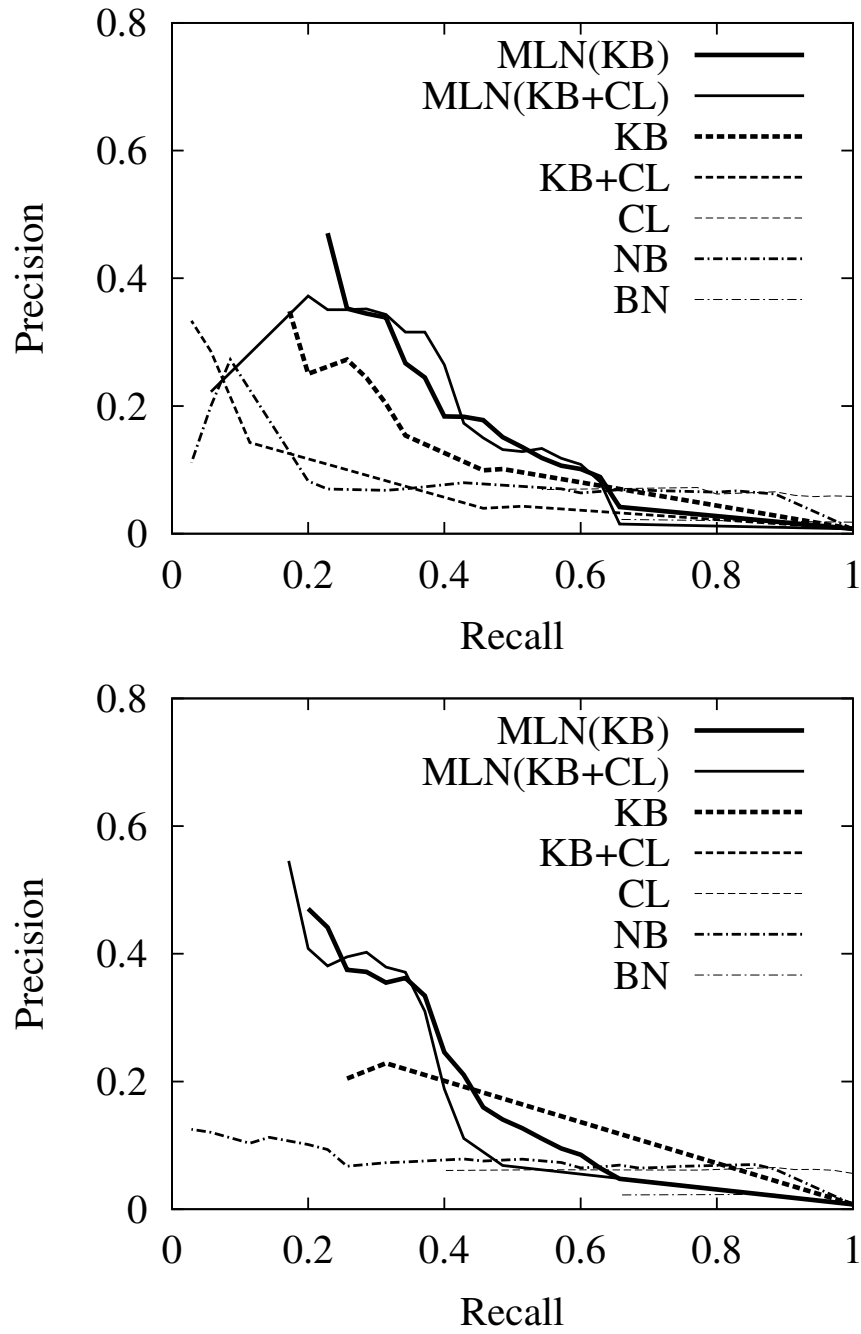 0.8
MLN(KB)
MLN(KB+CL)
0.6
KB
KB+CL
Precision
0.4
CL
NB
BN
0.2
0
0 0.2 0.4 0.6 0.8 1
Recall
0.8
MLN(KB)
MLN(KB+CL)
0.6
KB
KB+CL
Precision
0.4
CL
NB
BN
0.2
0
0 0.2 0.4 0.6 0.8 1
Recall